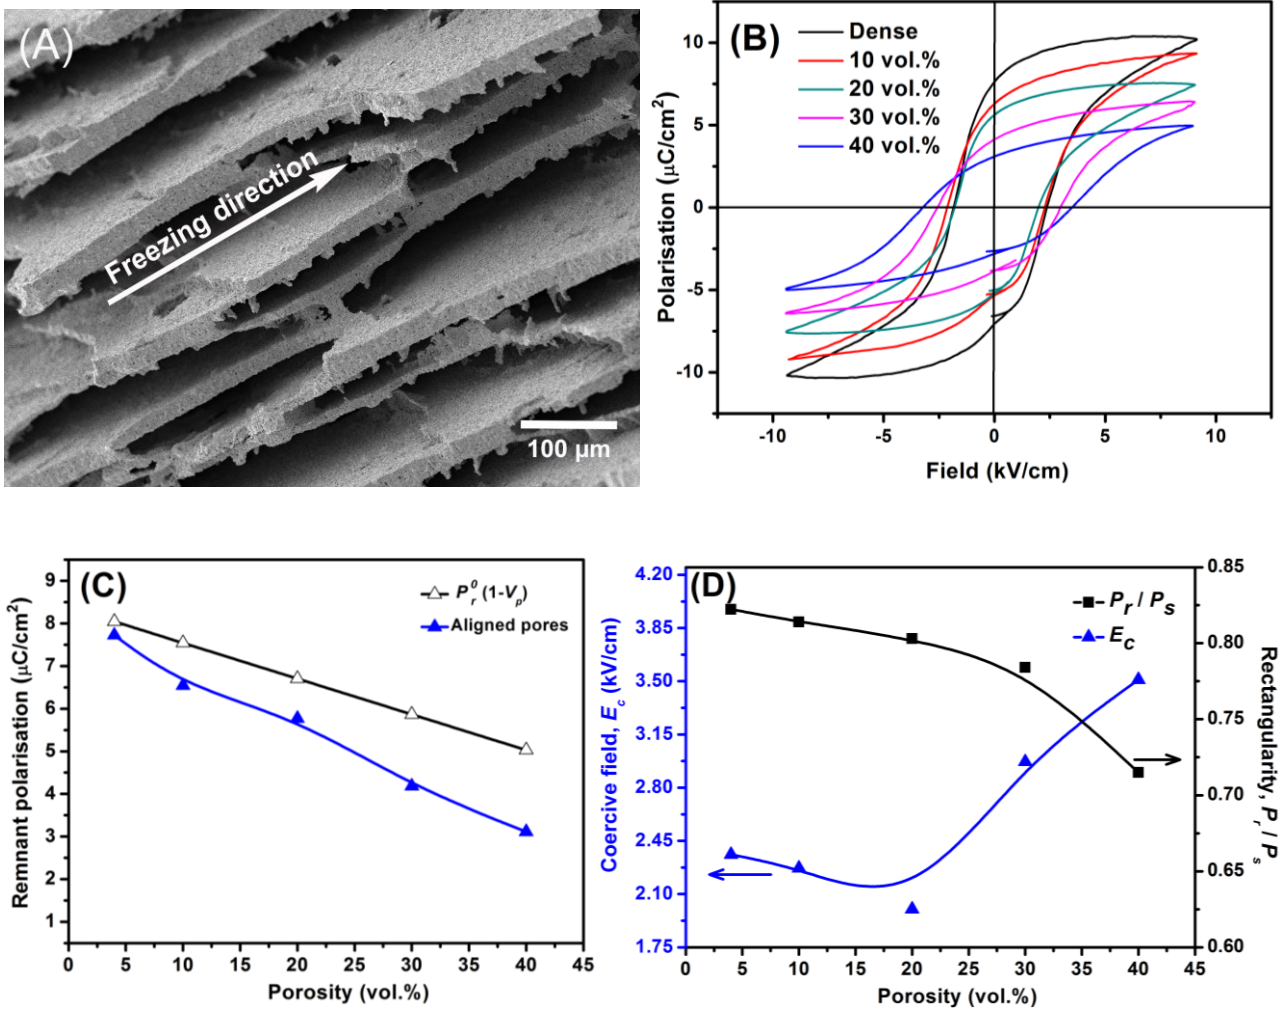 (A)
Freezing direction
100 μm
(B)
Dense
10 vol.%
20 vol.%
30 vol.%
40 vol.%
Polarisation (μC/cm²)
10
5
0
-5
-10
-10
-5
0
5
10
Field (kV/cm)
(C)
P_r^0 (1-V_p)
Aligned pores
Remnant polarisation (μC/cm²)
9
8
7
6
5
4
3
2
1
0
5
10
15
20
25
30
35
40
45
Porosity (vol.%)
(D)
P_r / P_s
E_C
Coercive field, E_c (kV/cm)
4.20
3.85
3.50
3.15
2.80
2.45
2.10
1.75
0.85
0.80
0.75
0.70
0.65
0.60
Rectangularity, P_r / P_s
0
5
10
15
20
25
30
35
40
45
Porosity (vol.%)